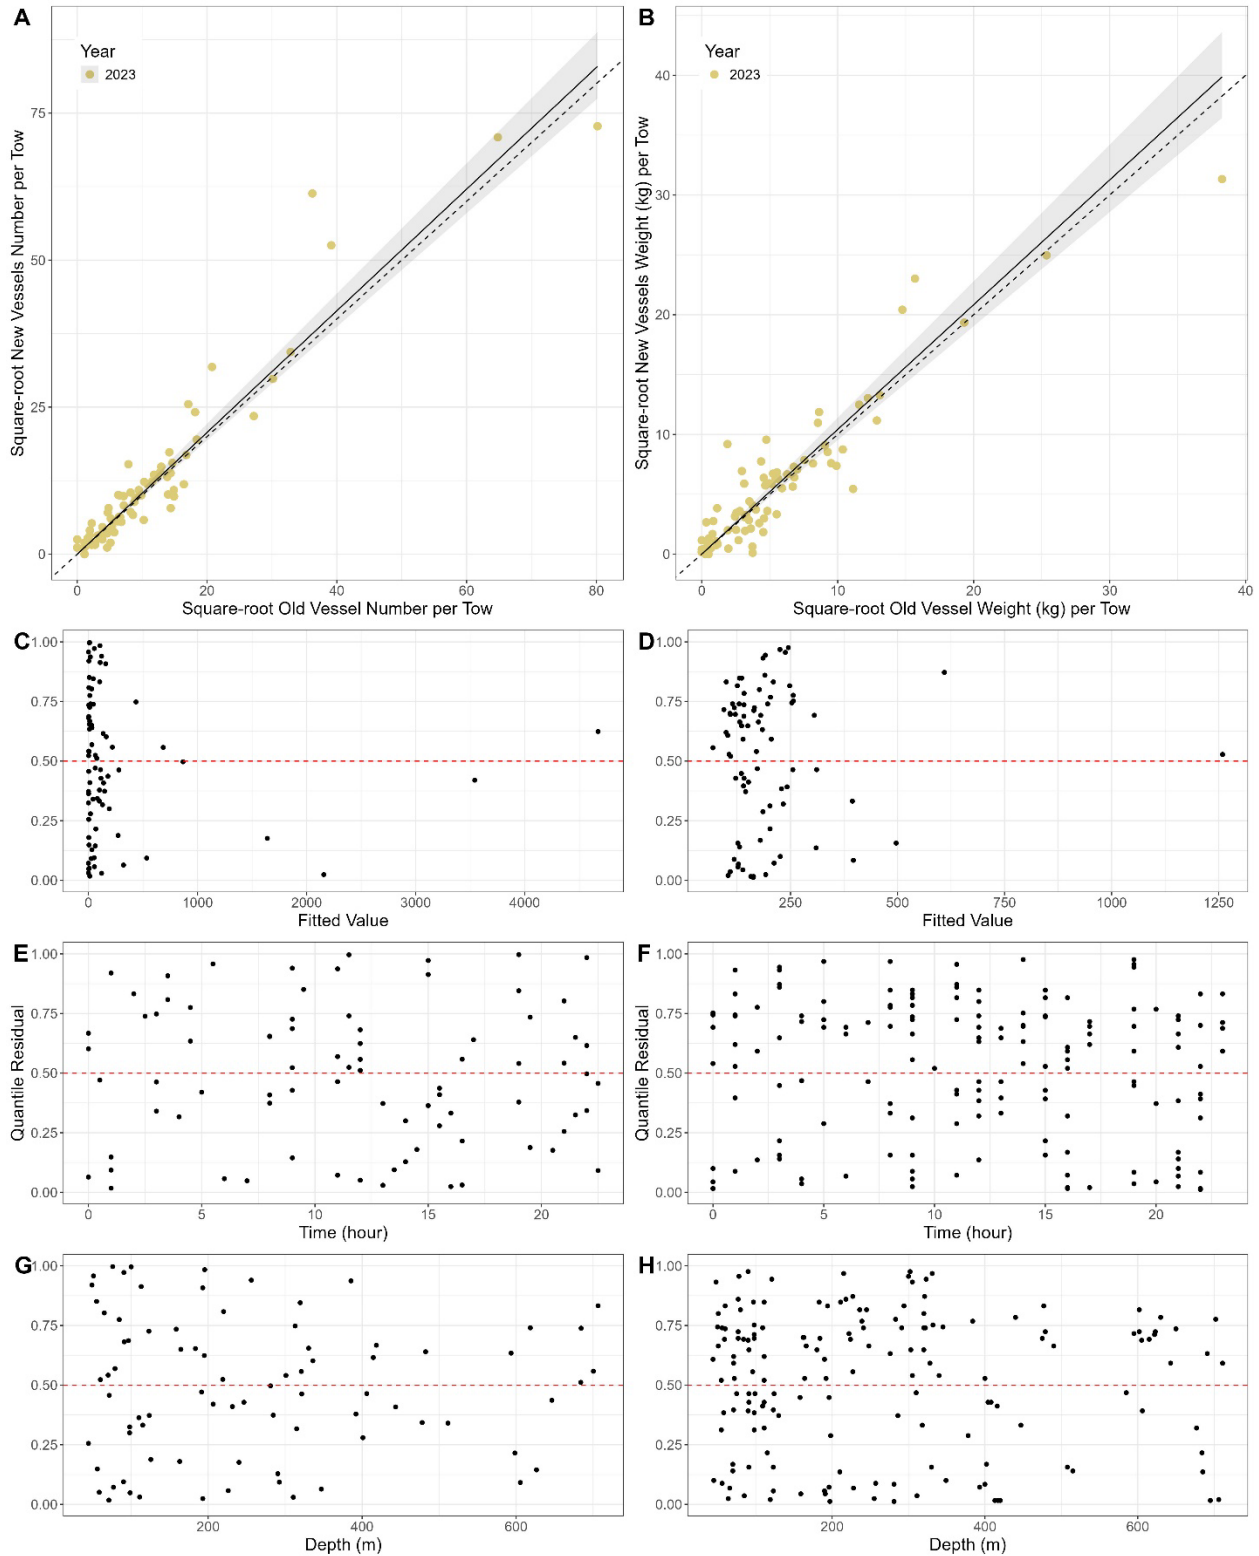 A
Year
2023
75
50
25
0
0 20 40 60 80
Square-root New Vessels Number per Tow
Square-root Old Vessel Number per Tow
B
Year
2023
40
30
20
10
0
0 10 20 30 40
Square-root New Vessels Weight (kg) per Tow
Square-root Old Vessel Weight (kg) per Tow
C
1.00
0.75
0.50
0.25
0.00
0 1000 2000 3000 4000
Fitted Value
D
1.00
0.75
0.50
0.25
0.00
250 500 750 1000 1250
Fitted Value
E
1.00
0.75
0.50
0.25
0.00
0 5 10 15 20
Quantile Residual
Time (hour)
F
1.00
0.75
0.50
0.25
0.00
0 5 10 15 20
Quantile Residual
Time (hour)
G
1.00
0.75
0.50
0.25
0.00
200 400 600
Depth (m)
H
1.00
0.75
0.50
0.25
0.00
200 400 600
Depth (m)